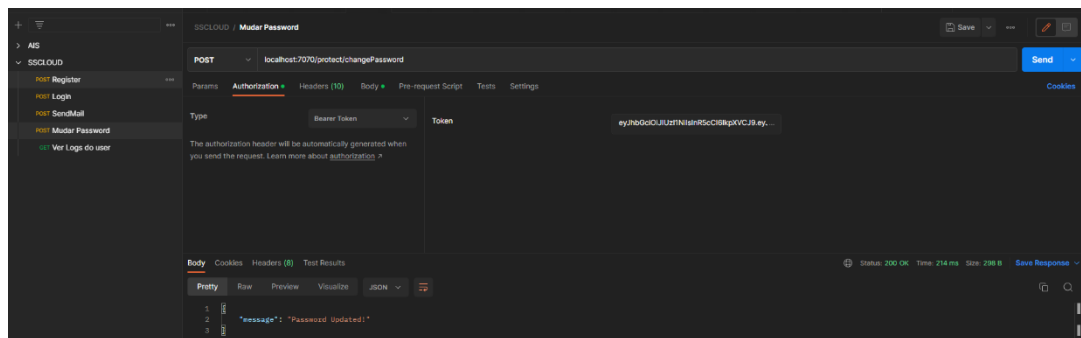 SSCLOUD / Mudar Password
Save
AIS
SSCLOUD
POST Register
POST Login
POST SendMail
POST Mudar Password
GET Ver Logs do user
POST localhost:7070/protect/changePassword
Send
Params Authorization Headers (10) Body Pre-request Script Tests Settings
Cookies
Type Bearer Token
The authorization header will be automatically generated when
you send the request. Learn more about authorization ↗
Token
Body Cookies Headers (8) Test Results
Status: 200 OK Time: 214 ms Size: 298 B Save Response
Pretty Raw Preview Visualize JSON
1 {
2 "message": "Password Updated!"
3 }